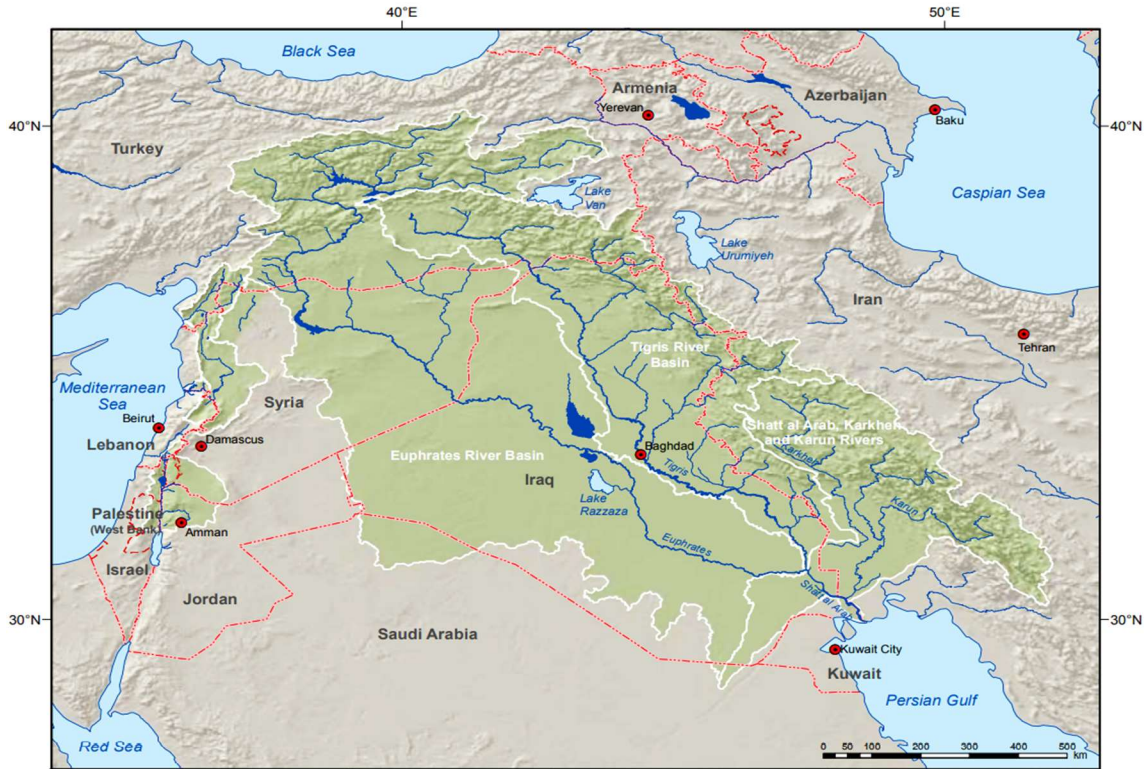 40°E
50°E
Black Sea
Armenia
Azerbaijan
Yerevan
Baku
40°N
40°N
Turkey
Lake
Van
Caspian Sea
Lake
Urumiyeh
Iran
Tehran
Tigris River
Basin
Mediterranean
Sea
Syria
Beirut
Lebanon
Damascus
Shatt al Arab, Karkheh
and Karun Rivers
Karkheh
Baghdad
Tigris
Euphrates River Basin
Iraq
Lake
Razzaza
Karun
Palestine
(West Bank)
Amman
Euphrates
Israel
Jordan
Shatt al Arab
30°N
30°N
Saudi Arabia
Kuwait City
Kuwait
Persian Gulf
Red Sea
0 50 100 200 300 400 500
km